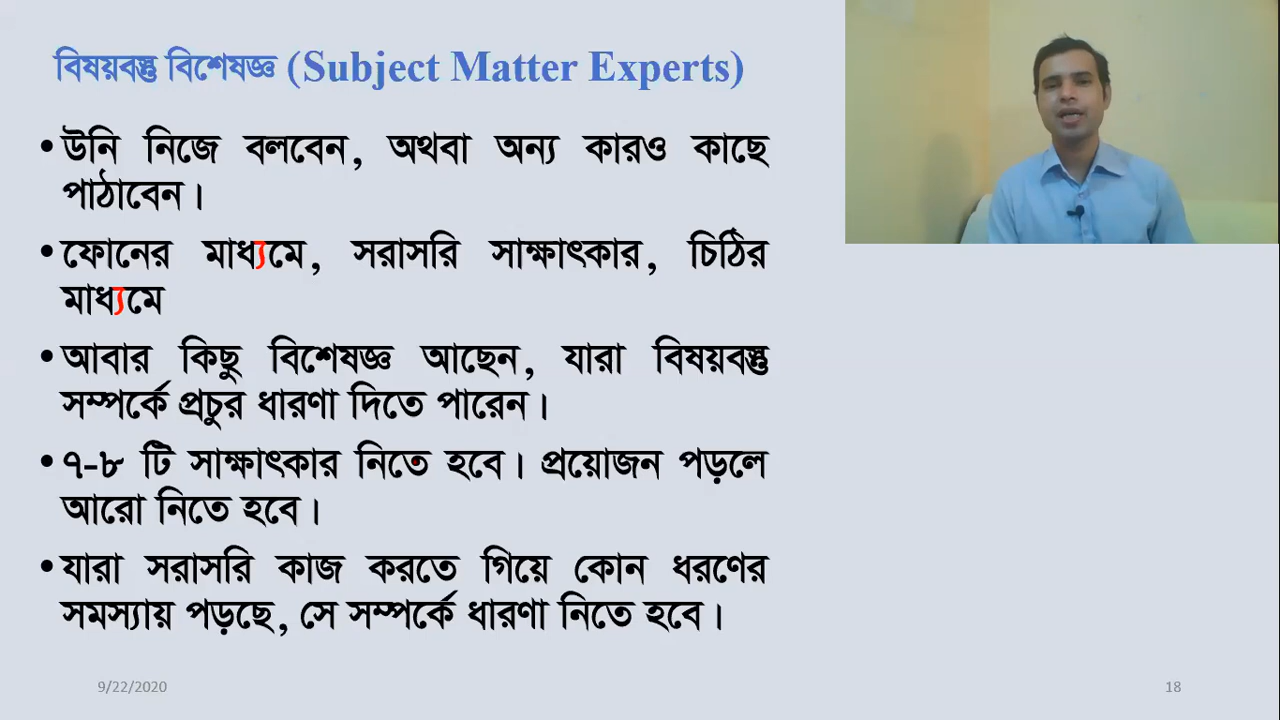 বিষয়বস্তু বিশেষজ্ঞ (Subject Matter Experts)
•উনি নিজে বলবেন, অথবা অন্য কারও কাছে
পাঠাবেন।
•ফোনের মাধ্যমে, সরাসরি সাক্ষাৎকার, চিঠির
মাধ্যমে
•আবার কিছু বিশেষজ্ঞ আছেন, যারা বিষয়বস্তু
সম্পর্কে প্রচুর ধারণা দিতে পারেন।
•৭-৮ টি সাক্ষাৎকার নিতে হবে। প্রয়োজন পড়লে
আরো নিতে হবে।
•যারা সরাসরি কাজ করতে গিয়ে কোন ধরণের
সমস্যায় পড়ছে, সে সম্পর্কে ধারণা নিতে হবে।
9/22/2020
18